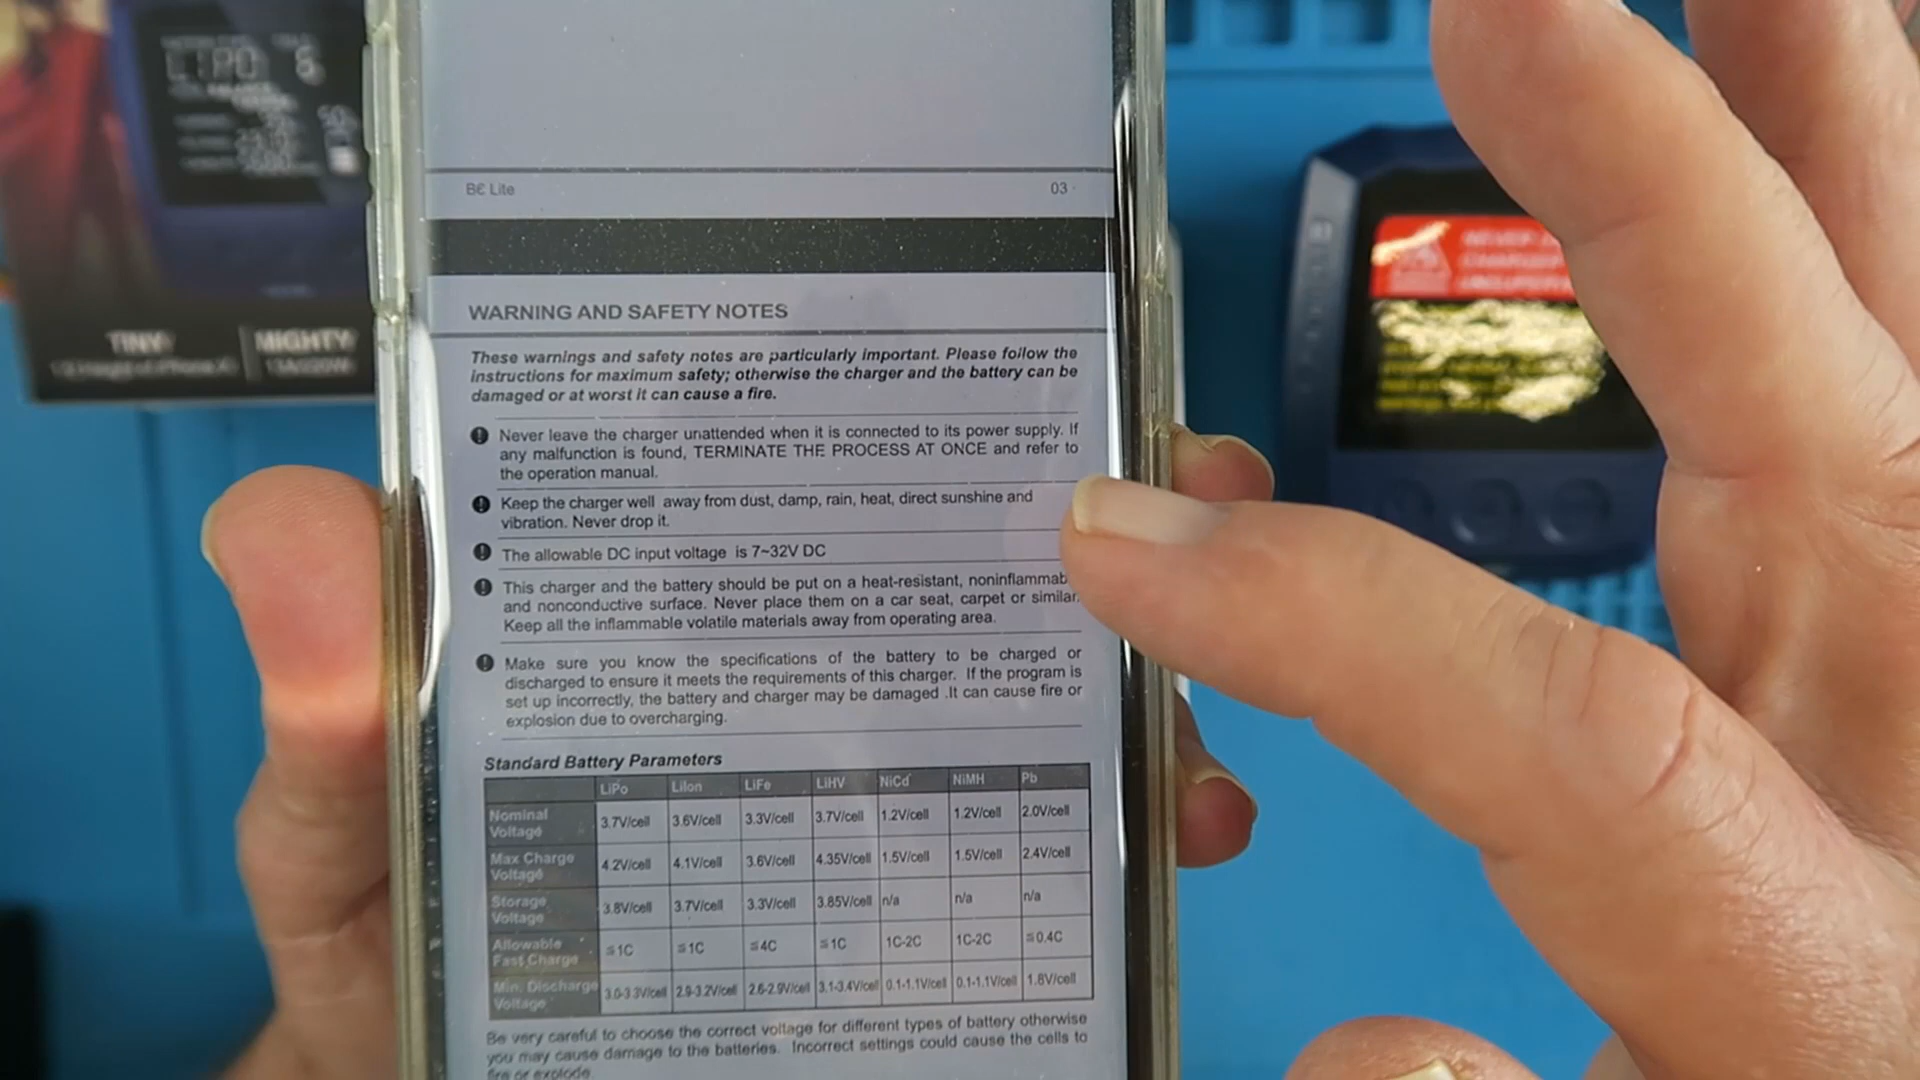 LIPO 6
TINY
MIGHTY
BC Lite
03
WARNING AND SAFETY NOTES
These warnings and safety notes are particularly important. Please follow the
instructions for maximum safety; otherwise the charger and the battery can be
damaged or at worst it can cause a fire.
Never leave the charger unattended when it is connected to its power supply. If
any malfunction is found, TERMINATE THE PROCESS AT ONCE and refer to
the operation manual.
Keep the charger well away from dust, damp, rain, heat, direct sunshine and
vibration. Never drop it.
The allowable DC input voltage is 7~32V DC
This charger and the battery should be put on a heat-resistant, noninflammab
and nonconductive surface. Never place them on a car seat, carpet or similar.
Keep all the inflammable volatile materials away from operating area.
Make sure you know the specifications of the battery to be charged or
discharged to ensure it meets the requirements of this charger. If the program is
set up incorrectly, the battery and charger may be damaged .It can cause fire or
explosion due to overcharging.
Standard Battery Parameters
LiPo LiIon LiFe LiHV NiCd NiMH Pb
Nominal Voltage 3.7V/cell 3.6V/cell 3.3V/cell 3.7V/cell 1.2V/cell 1.2V/cell 2.0V/cell
Max Charge Voltage 4.2V/cell 4.1V/cell 3.6V/cell 4.35V/cell 1.5V/cell 1.5V/cell 2.4V/cell
Storage Voltage 3.8V/cell 3.7V/cell 3.3V/cell 3.85V/cell n/a n/a n/a
Allowable Fast Charge ≦1C ≦1C ≦4C ≦1C 1C-2C 1C-2C ≦0.4C
Min. Discharge Voltage 3.0-3.3V/cell 2.9-3.2V/cell 2.6-2.9V/cell 3.1-3.4V/cell 0.1-1.1V/cell 0.1-1.1V/cell 1.8V/cell
Be very careful to choose the correct voltage for different types of battery otherwise
you may cause damage to the batteries. Incorrect settings could cause the cells to
fire or explode.